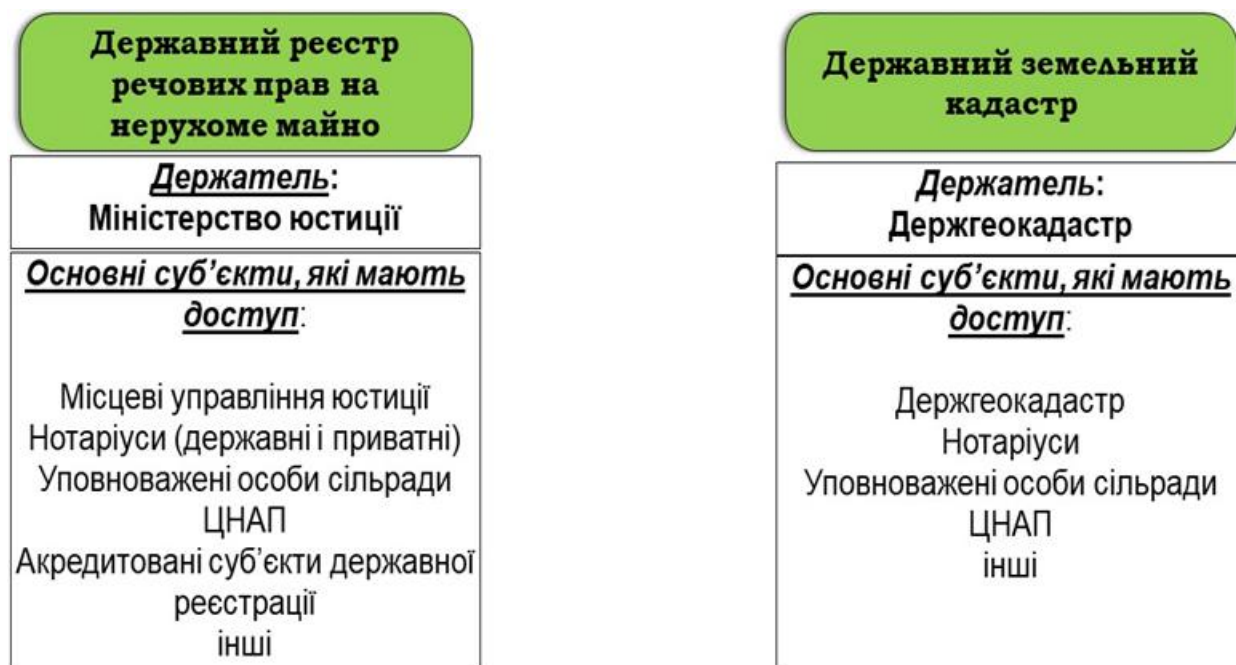 Державний реєстр
речових прав на
нерухоме майно
Держатель:
Міністерство юстиції
Основні суб’єкти, які мають
доступ:
Місцеві управління юстиції
Нотаріуси (державні і приватні)
Уповноважені особи сільради
ЦНАП
Акредитовані суб’єкти державної
реєстрації
інші
Державний земельний
кадастр
Держатель:
Держгеокадастр
Основні суб’єкти, які мають
доступ:
Держгеокадастр
Нотаріуси
Уповноважені особи сільради
ЦНАП
інші